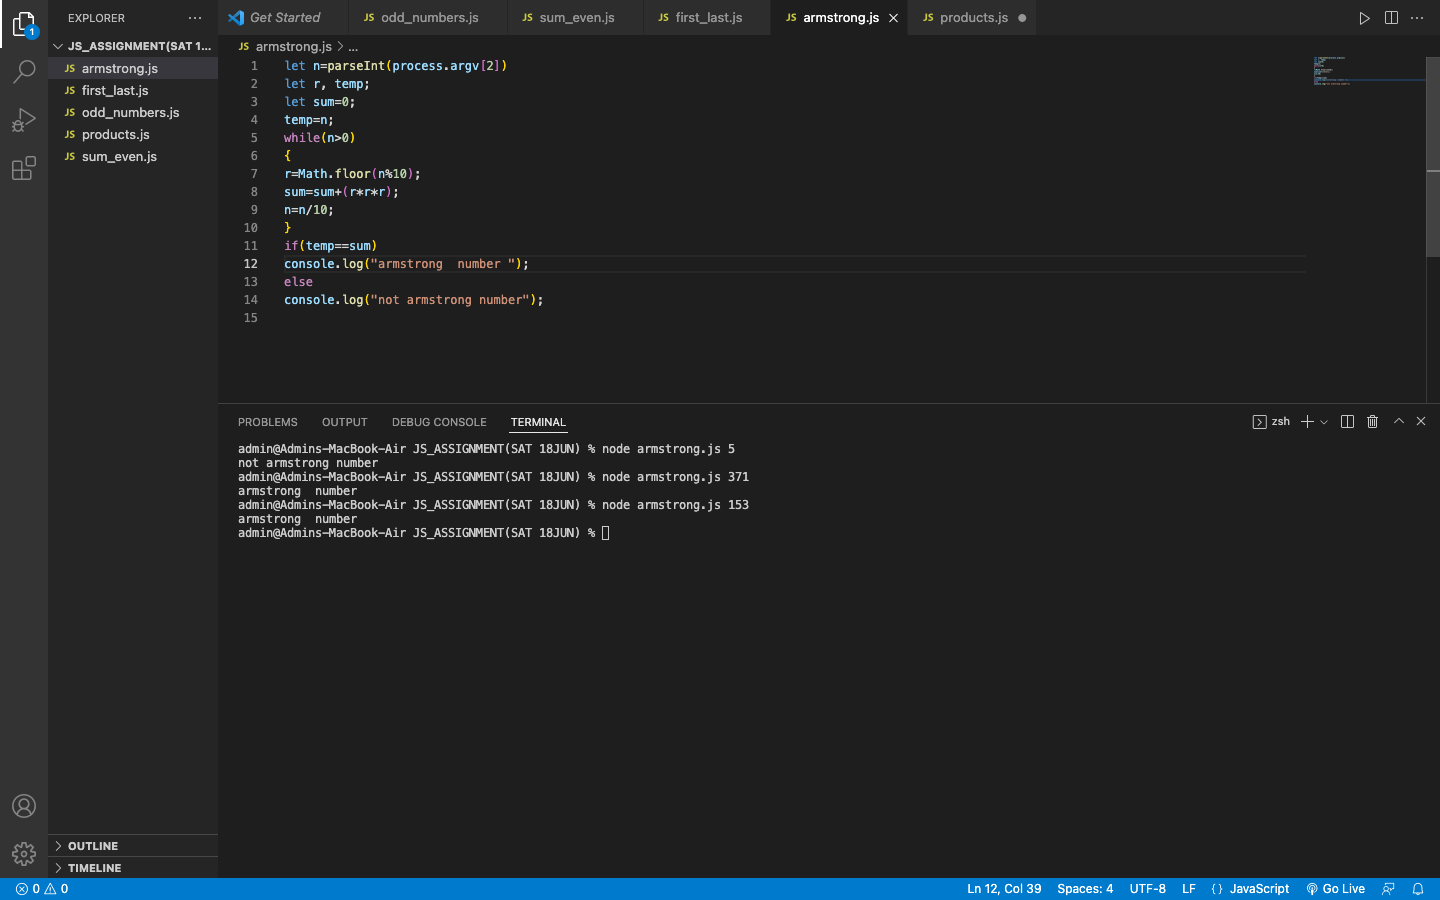 EXPLORER
JS_ASSIGNMENT(SAT 1...
JS armstrong.js
JS first_last.js
JS odd_numbers.js
JS products.js
JS sum_even.js
OUTLINE
TIMELINE
1
Get Started
JS odd_numbers.js
JS sum_even.js
JS first_last.js
JS armstrong.js
JS products.js
JS armstrong.js > ...
1 let n=parseInt(process.argv[2])
2 let r, temp;
3 let sum=0;
4 temp=n;
5 while(n>0)
6 {
7 r=Math.floor(n%10);
8 sum=sum+(r*r*r);
9 n=n/10;
10 }
11 if(temp==sum)
12 console.log("armstrong  number ");
13 else
14 console.log("not armstrong number");
15
PROBLEMS OUTPUT DEBUG CONSOLE TERMINAL
zsh
admin@Admins-MacBook-Air JS_ASSIGNMENT(SAT 18JUN) % node armstrong.js 5
not armstrong number
admin@Admins-MacBook-Air JS_ASSIGNMENT(SAT 18JUN) % node armstrong.js 371
armstrong  number
admin@Admins-MacBook-Air JS_ASSIGNMENT(SAT 18JUN) % node armstrong.js 153
armstrong  number
admin@Admins-MacBook-Air JS_ASSIGNMENT(SAT 18JUN) %
0 0
Ln 12, Col 39 Spaces: 4 UTF-8 LF {} JavaScript Go Live